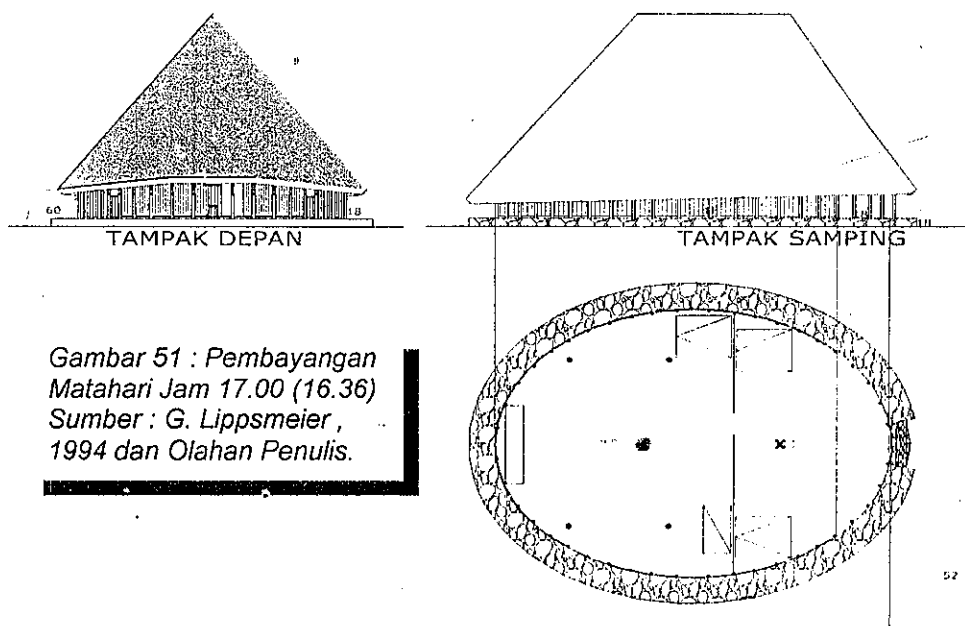 60
18
TAMPAK DEPAN
TAMPAK SAMPING
Gambar 51 : Pembayangan
Matahari Jam 17.00 (16.36)
Sumber : G. Lippsmeier ,
1994 dan Olahan Penulis.
52